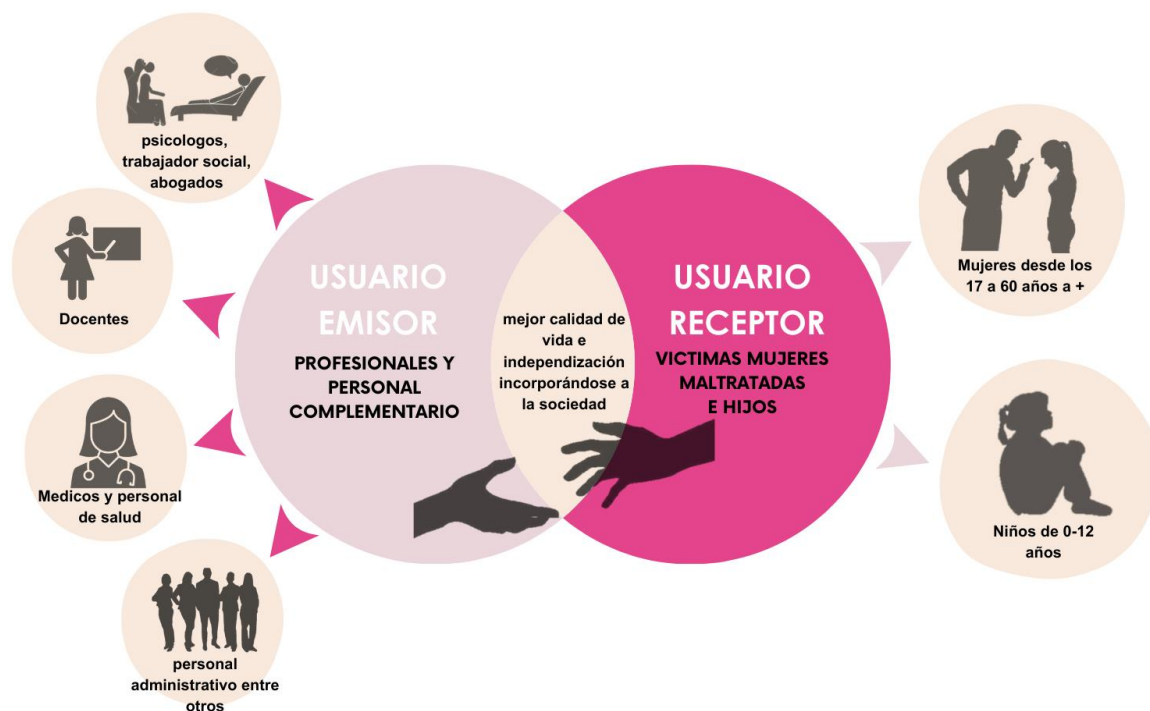 psicologos,
trabajador social,
abogados
Docentes
Medicos y personal
de salud
personal
administrativo entre
otros
USUARIO
EMISOR
PROFESIONALES Y
PERSONAL
COMPLEMENTARIO
mejor calidad de
vida e
independización
incorporándose a
la sociedad
USUARIO
RECEPTOR
VICTIMAS MUJERES
MALTRATADAS
E HIJOS
Mujeres desde los
17 a 60 años a +
Niños de 0-12
años